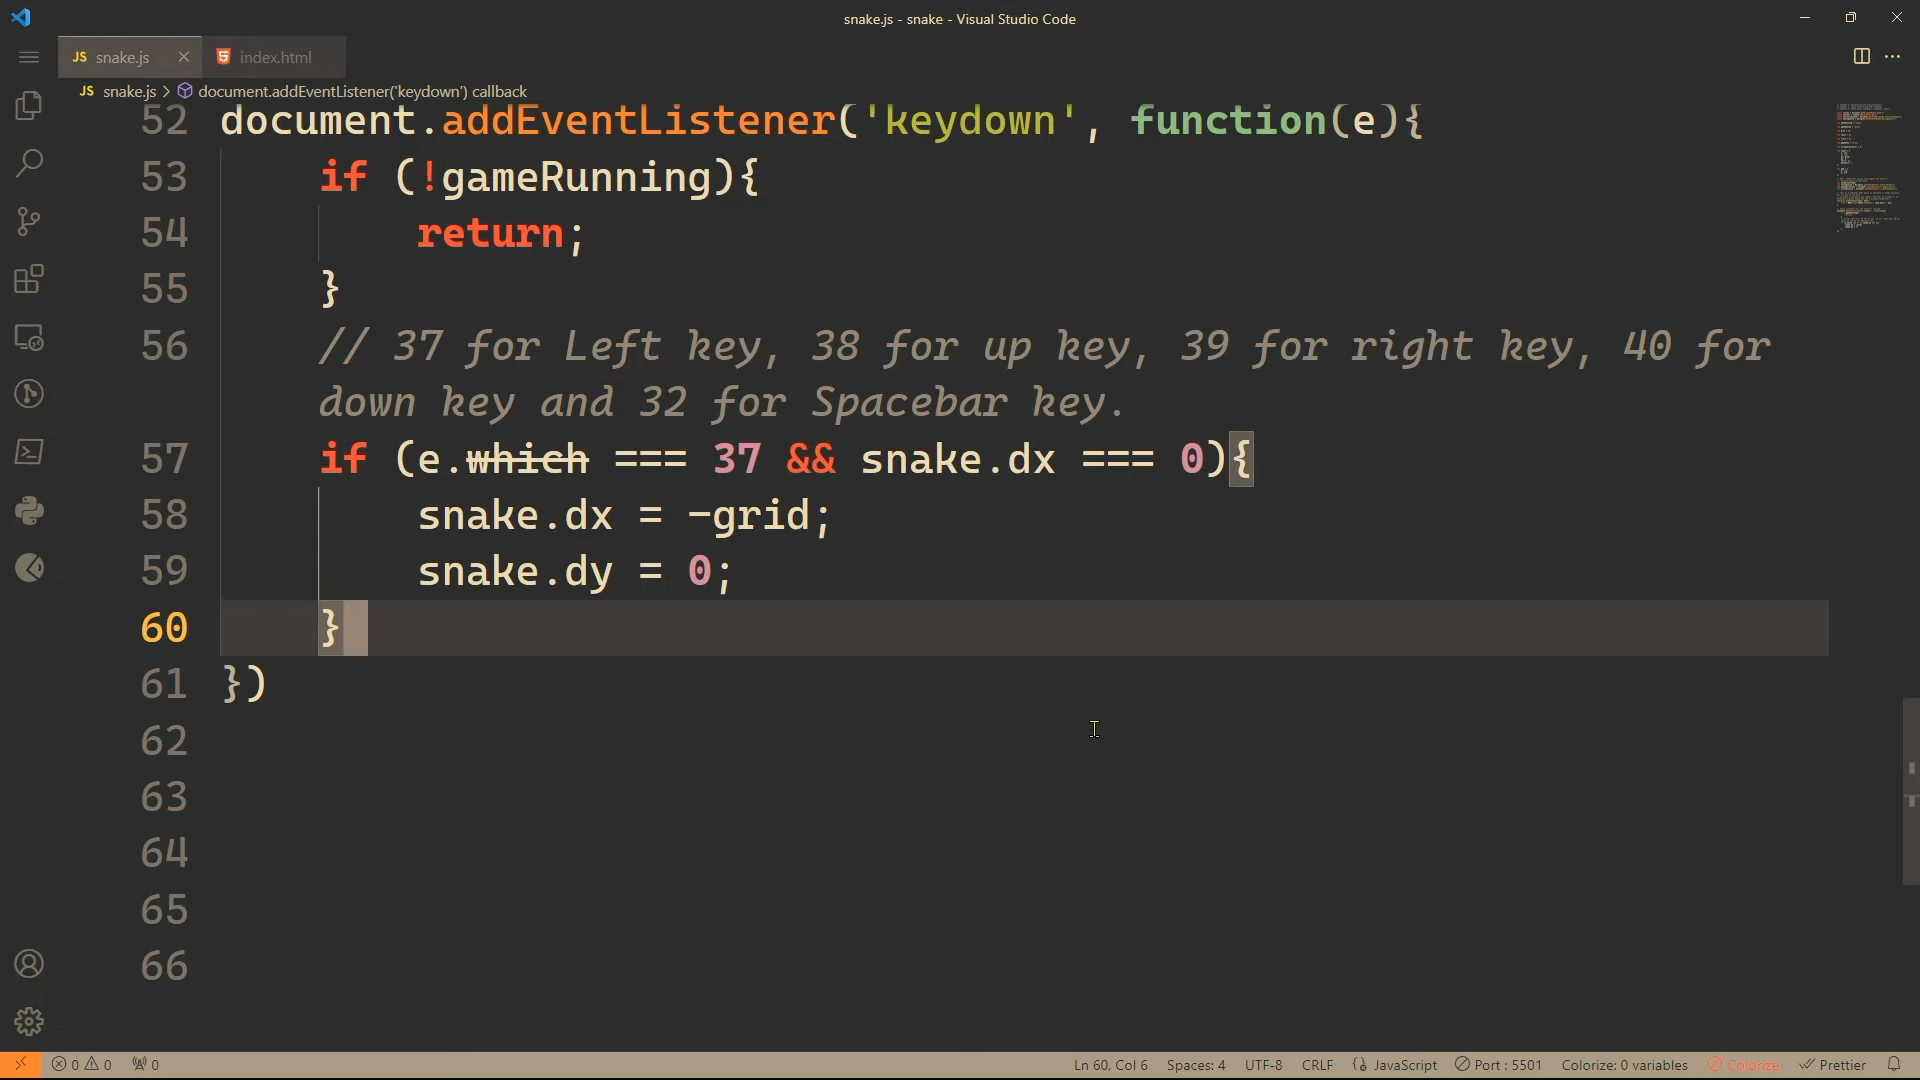 snake.js - snake - Visual Studio Code
JS snake.js index.html
JS snake.js > document.addEventListener('keydown') callback
52 document.addEventListener('keydown', function(e){
53 if (!gameRunning){
54 return;
55 }
56 // 37 for Left key, 38 for up key, 39 for right key, 40 for
down key and 32 for Spacebar key.
57 if (e.which === 37 && snake.dx === 0){
58 snake.dx = -grid;
59 snake.dy = 0;
60 }
61 })
62
63
64
65
66
0 0 0 Ln 60, Col 6 Spaces: 4 UTF-8 CRLF JavaScript Port : 5501 Colorize: 0 variables Colorize Prettier